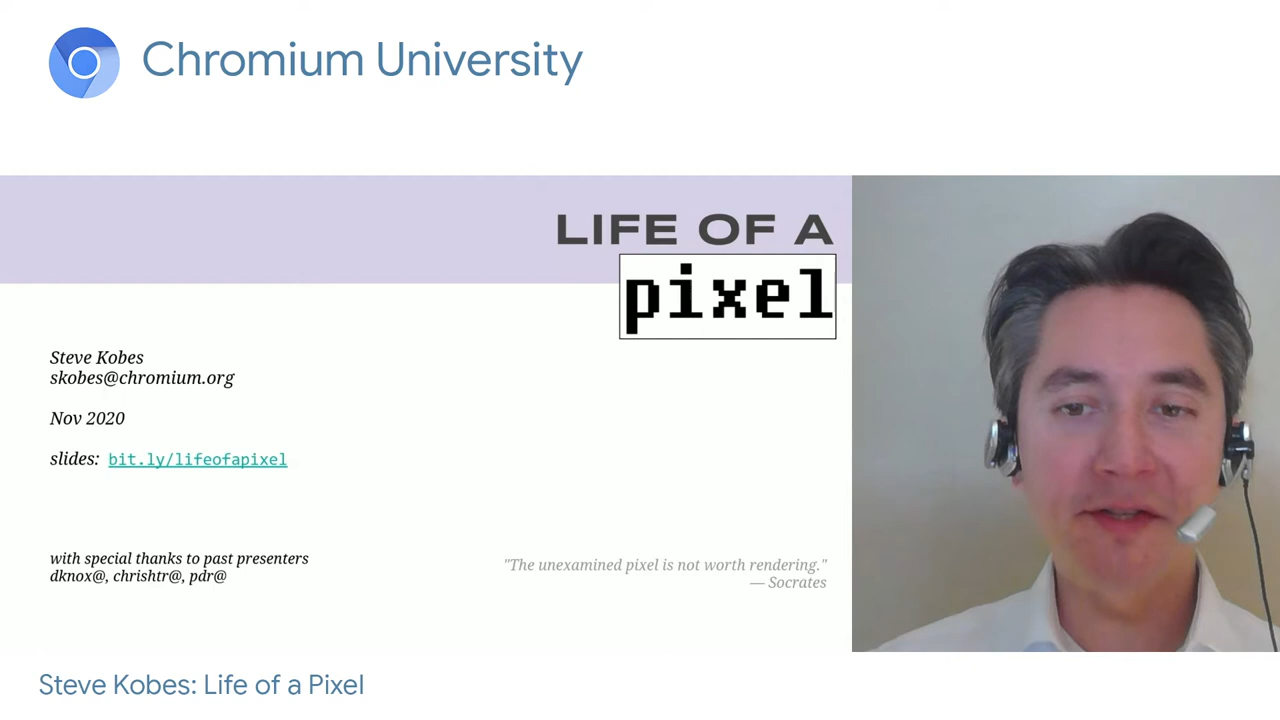 Chromium University
LIFE OF A
pixel
Steve Kobes
skobes@chromium.org
Nov 2020
slides: bit.ly/lifeofapixel
with special thanks to past presenters
dknox@, chrishtr@, pdr@
"The unexamined pixel is not worth rendering."
— Socrates
Steve Kobes: Life of a Pixel